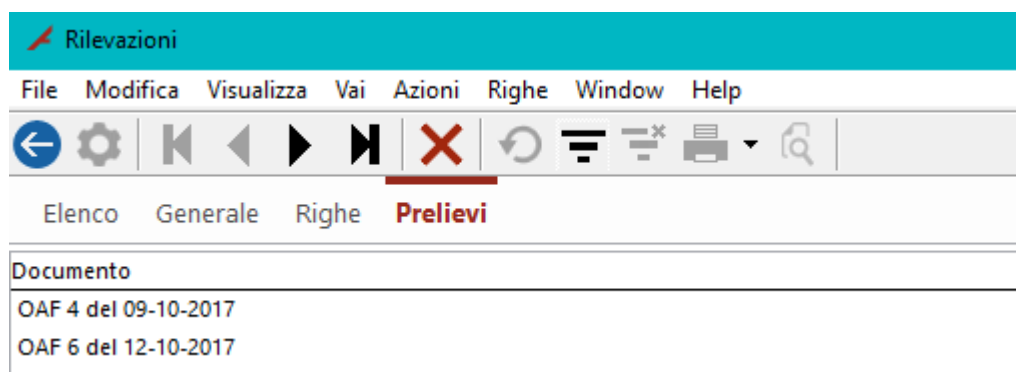 Rilevazioni
File Modifica Visualizza Vai Azioni Righe Window Help
Elenco Generale Righe Prelievi
Documento
OAF 4 del 09-10-2017
OAF 6 del 12-10-2017